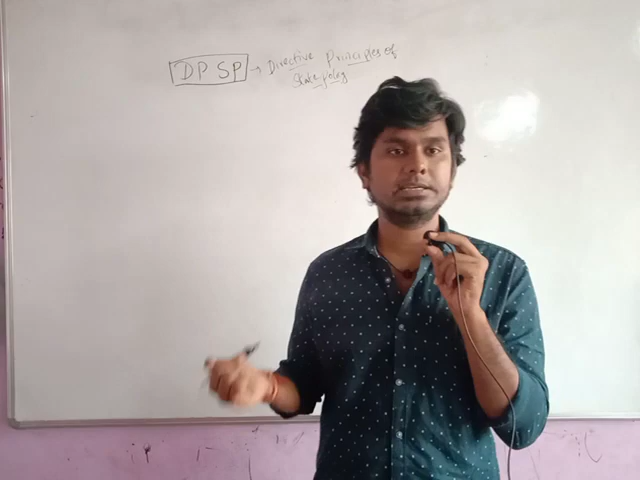 DPSP → Directive Principles of
State policy